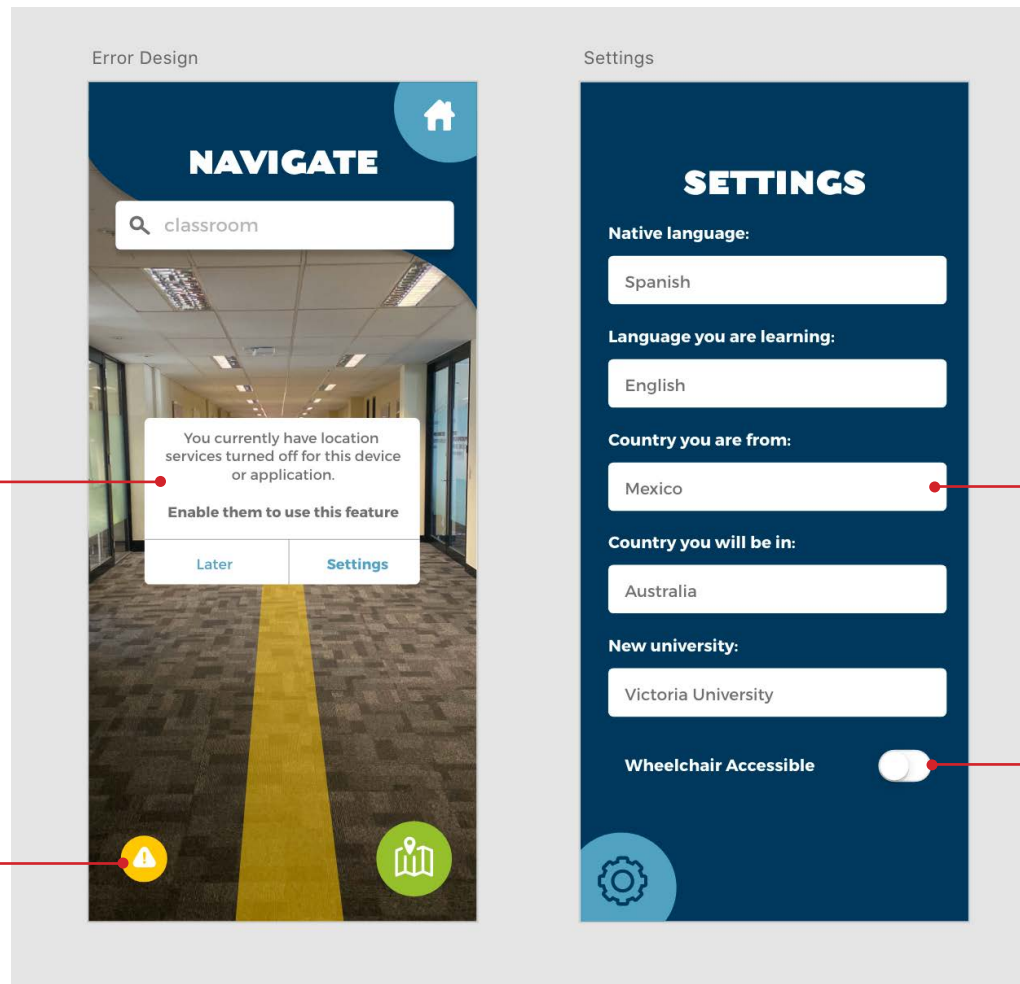 Error Design
NAVIGATE
classroom
You currently have location
services turned off for this device
or application.
Enable them to use this feature
Later
Settings
Settings
SETTINGS
Native language:
Spanish
Language you are learning:
English
Country you are from:
Mexico
Country you will be in:
Australia
New university:
Victoria University
Wheelchair Accessible